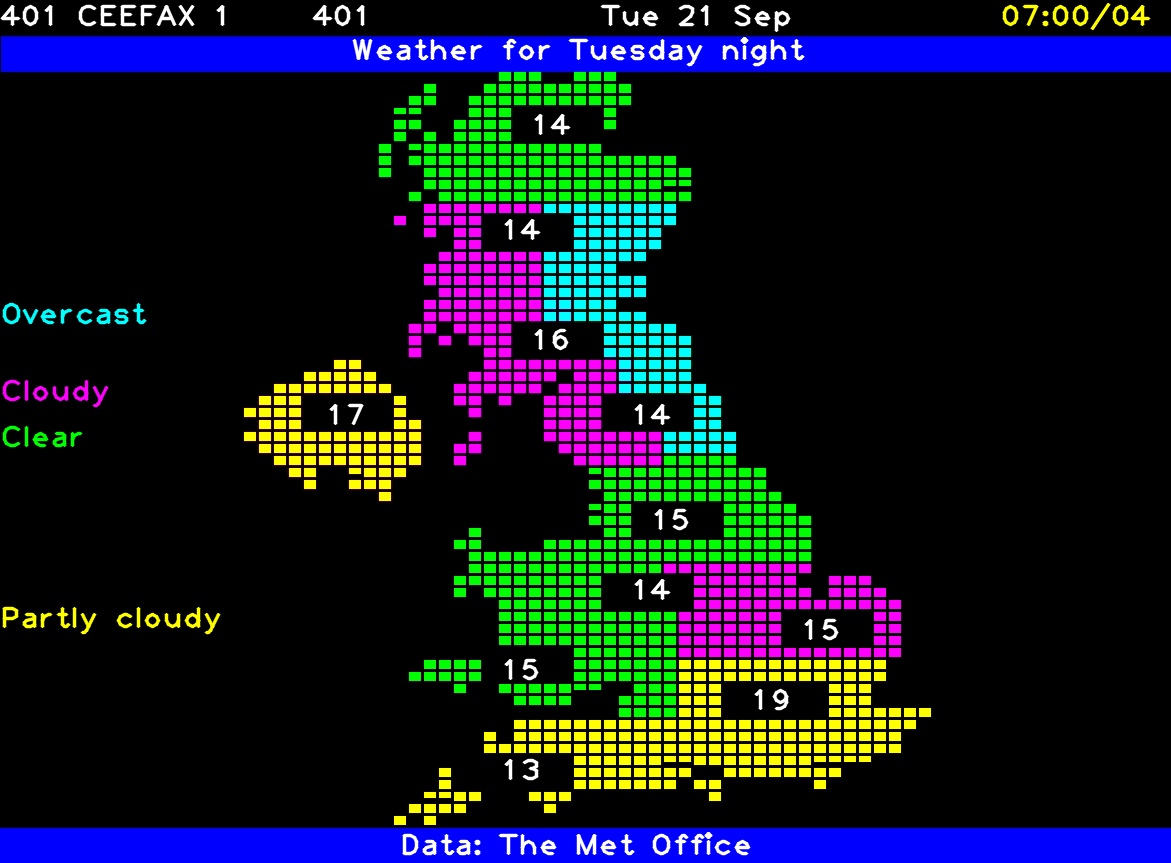 401 CEEFAX 1 401 Tue 21 Sep 07:00/04
Weather for Tuesday night
14
14
Overcast
16
Cloudy
17 14
Clear
15
14
Partly cloudy
15
15
19
13
Data: The Met Office